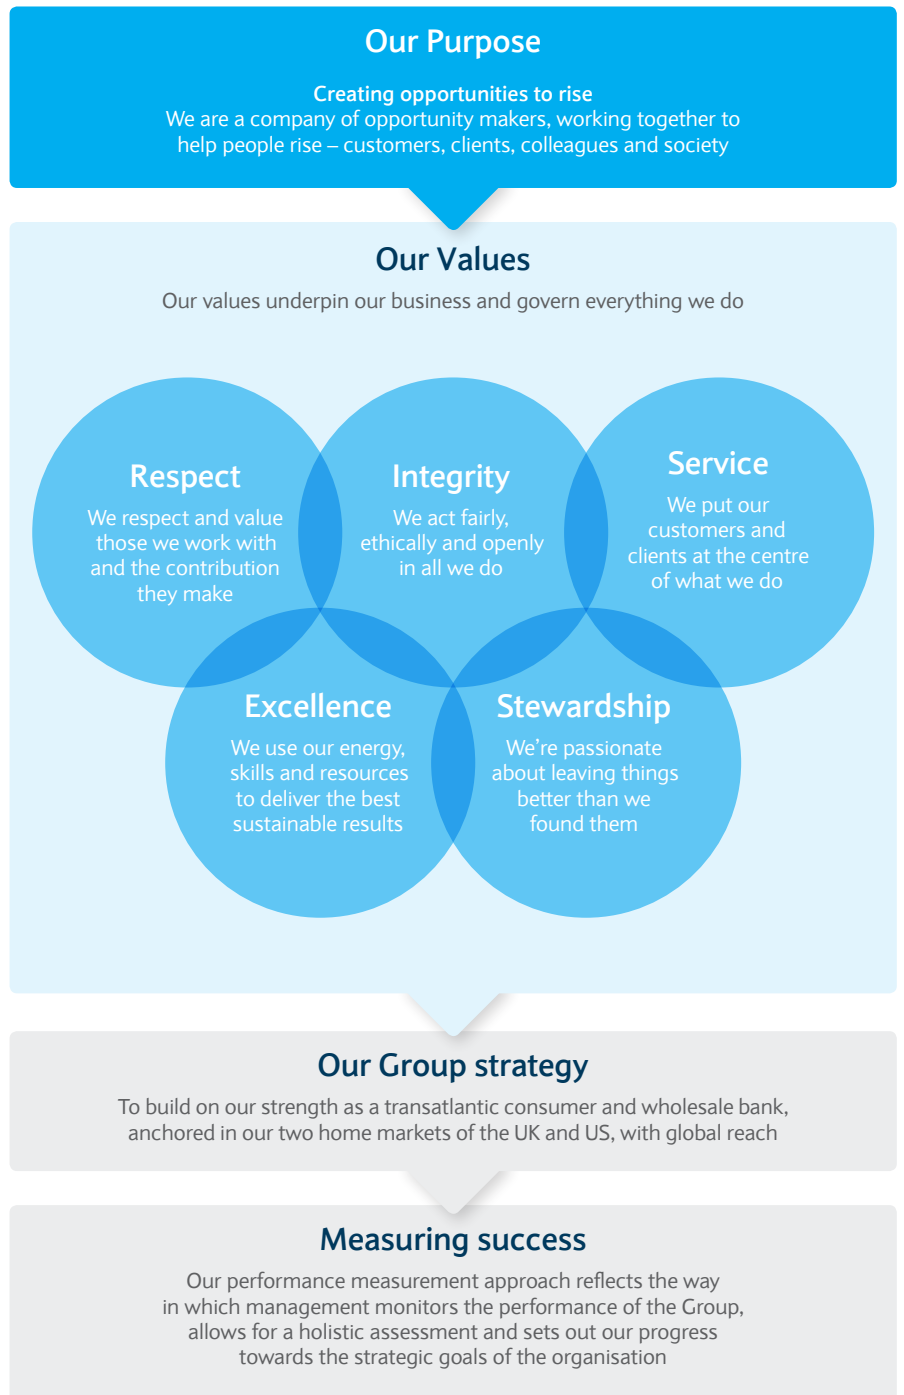 Our Purpose
Creating opportunities to rise
We are a company of opportunity makers, working together to
help people rise – customers, clients, colleagues and society
Our Values
Our values underpin our business and govern everything we do
Respect
We respect and value
those we work with
and the contribution
they make
Integrity
We act fairly,
ethically and openly
in all we do
Service
We put our
customers and
clients at the centre
of what we do
Excellence
We use our energy,
skills and resources
to deliver the best
sustainable results
Stewardship
We’re passionate
about leaving things
better than we
found them
Our Group strategy
To build on our strength as a transatlantic consumer and wholesale bank,
anchored in our two home markets of the UK and US, with global reach
Measuring success
Our performance measurement approach reflects the way
in which management monitors the performance of the Group,
allows for a holistic assessment and sets out our progress
towards the strategic goals of the organisation